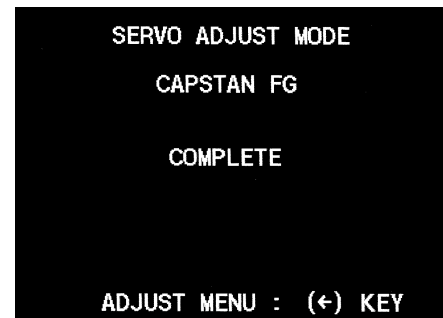 SERVO ADJUST MODE
CAPSTAN FG
COMPLETE
ADJUST MENU : (←) KEY